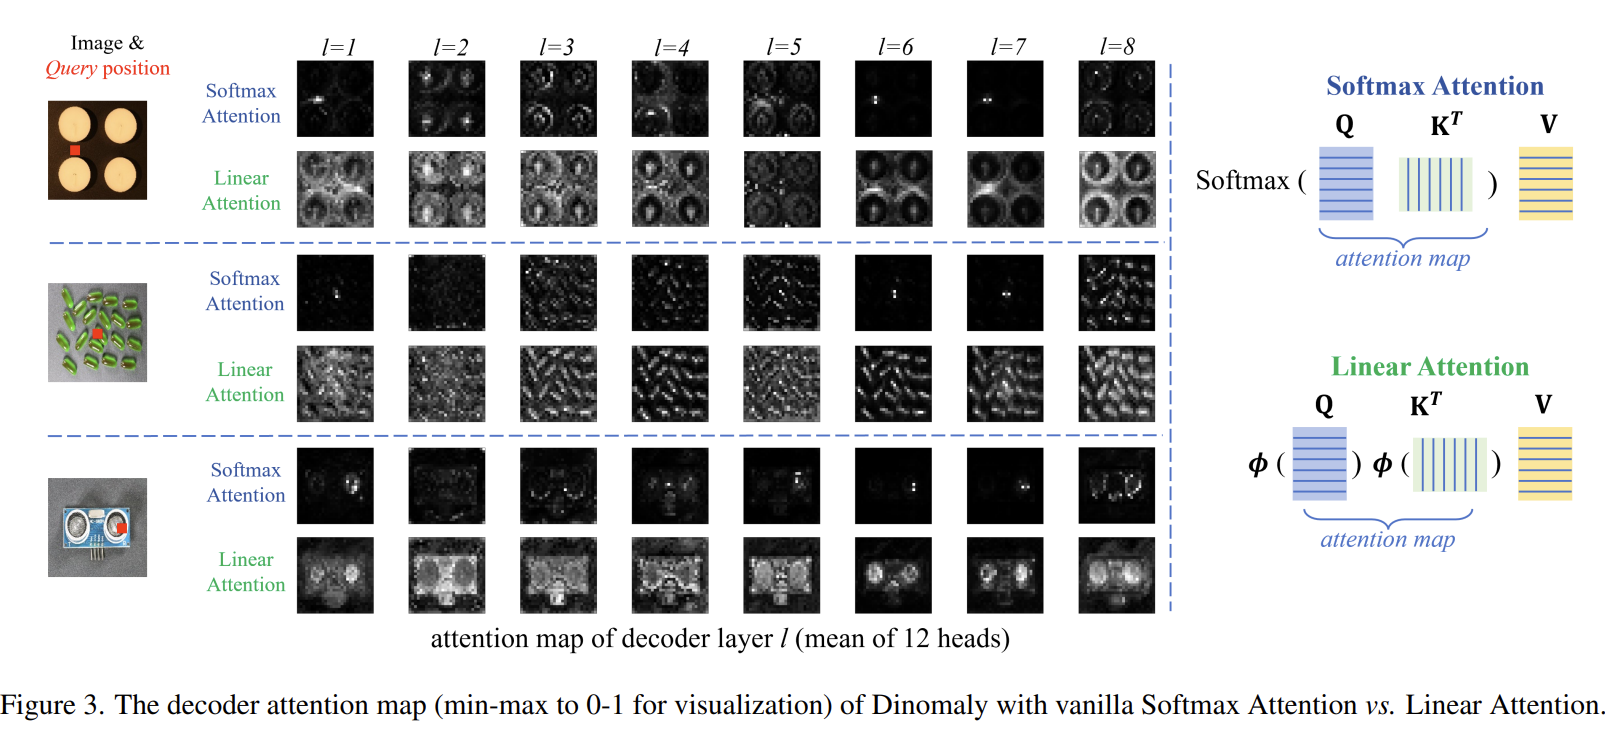 Image &
Query position
l=1 l=2 l=3 l=4 l=5 l=6 l=7 l=8
Softmax
Attention
Linear
Attention
Softmax
Attention
Linear
Attention
Softmax
Attention
Linear
Attention
attention map of decoder layer l (mean of 12 heads)
Softmax Attention
Q K^T V
Softmax ( )
attention map
Linear Attention
Q K^T V
ϕ ( ) ϕ ( )
attention map
Figure 3. The decoder attention map (min-max to 0-1 for visualization) of Dinomaly with vanilla Softmax Attention vs. Linear Attention.